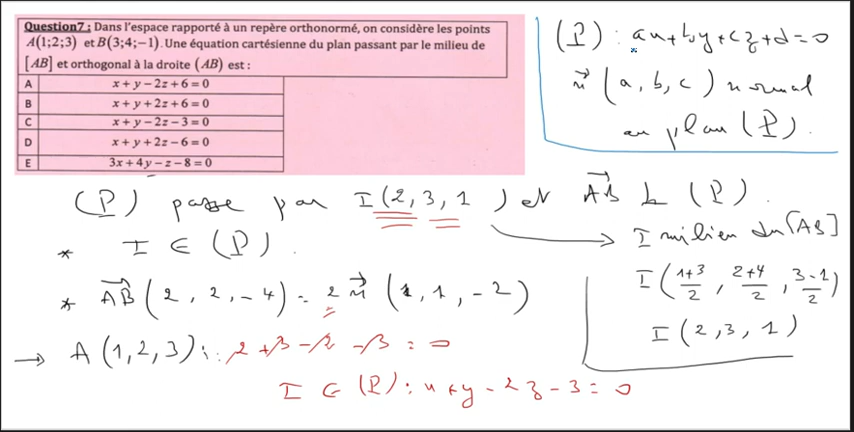 Question7 : Dans l'espace rapporté à un repère orthonormé, on considère les points
A(1;2;3) et B(3;4;−1). Une équation cartésienne du plan passant par le milieu de
[AB] et orthogonal à la droite (AB) est :
A x + y − 2z + 6 = 0
B x + y + 2z + 6 = 0
C x + y − 2z − 3 = 0
D x + y + 2z − 6 = 0
E 3x + 4y − z − 8 = 0
(P) : ax + by + cz + d = 0
n⃗ (a, b, c) normal
au plan (P).
(P) passe par I(2, 3, 1) et AB⃗ ⊥ (P).
I milieu du [AB]
* I ∈ (P).
I((1+3)/2, (2+4)/2, (3-1)/2)
* AB⃗ (2, 2, -4) = 2 n⃗ (1, 1, -2)
I (2, 3, 1)
→ A (1, 2, 3) : 2 + 3 - 2 - 3 = 0
I ∈ (P) : x + y - 2z - 3 = 0